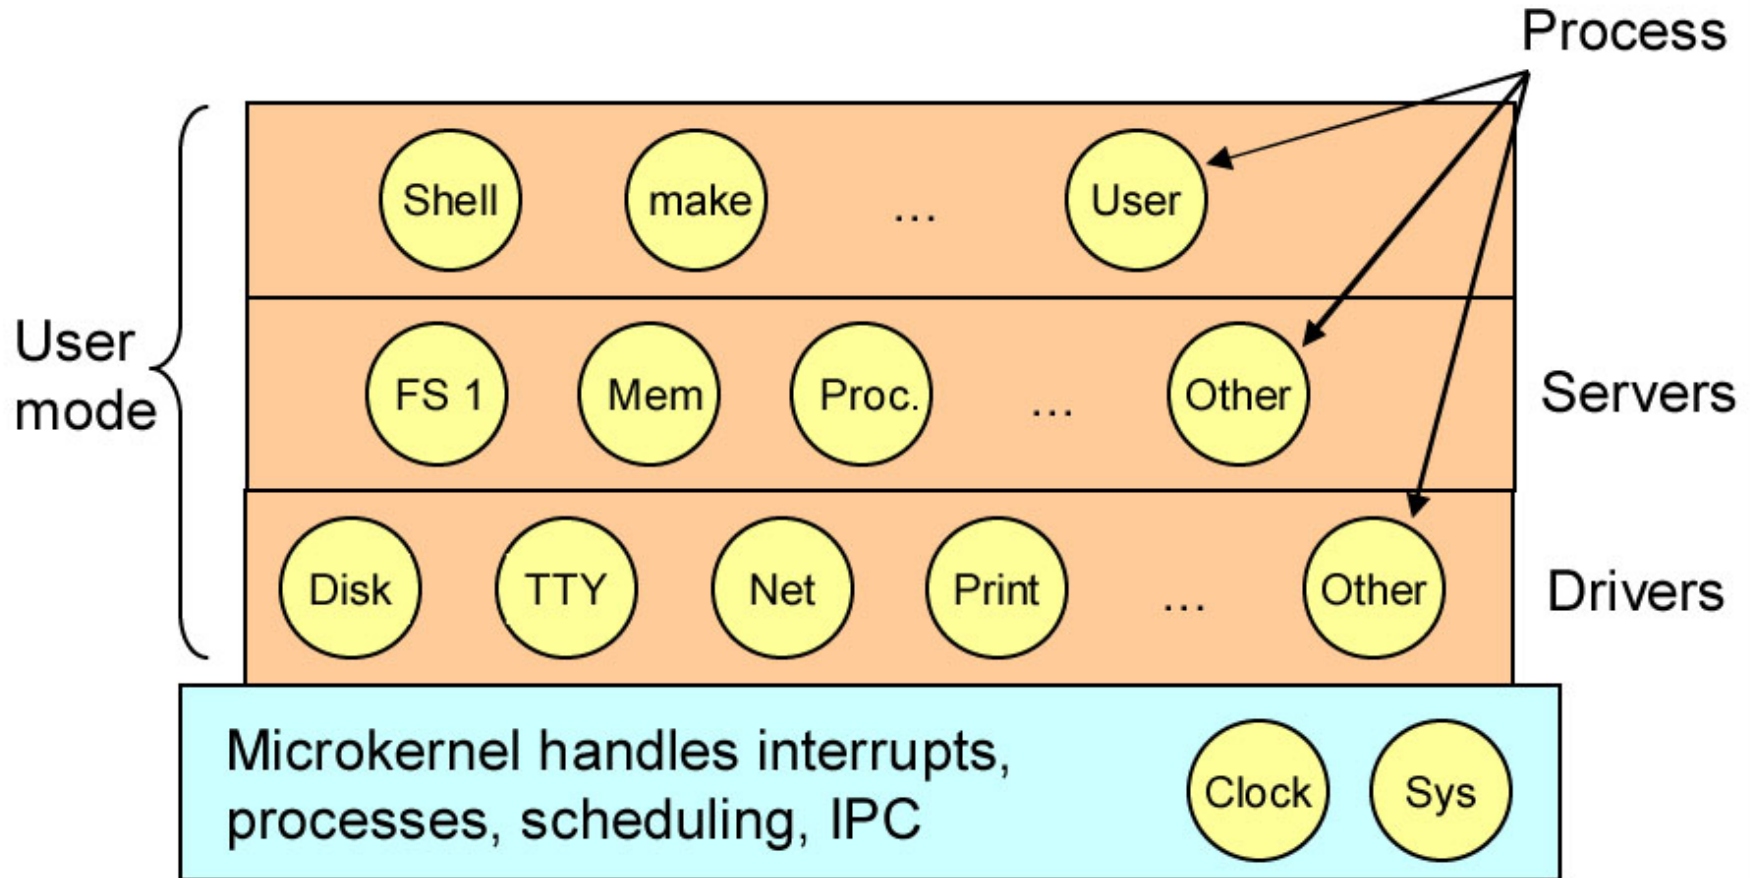 Process
Shell make ... User
User
mode
FS 1 Mem Proc. ... Other
Servers
Disk TTY Net Print ... Other
Drivers
Microkernel handles interrupts,
processes, scheduling, IPC
Clock Sys